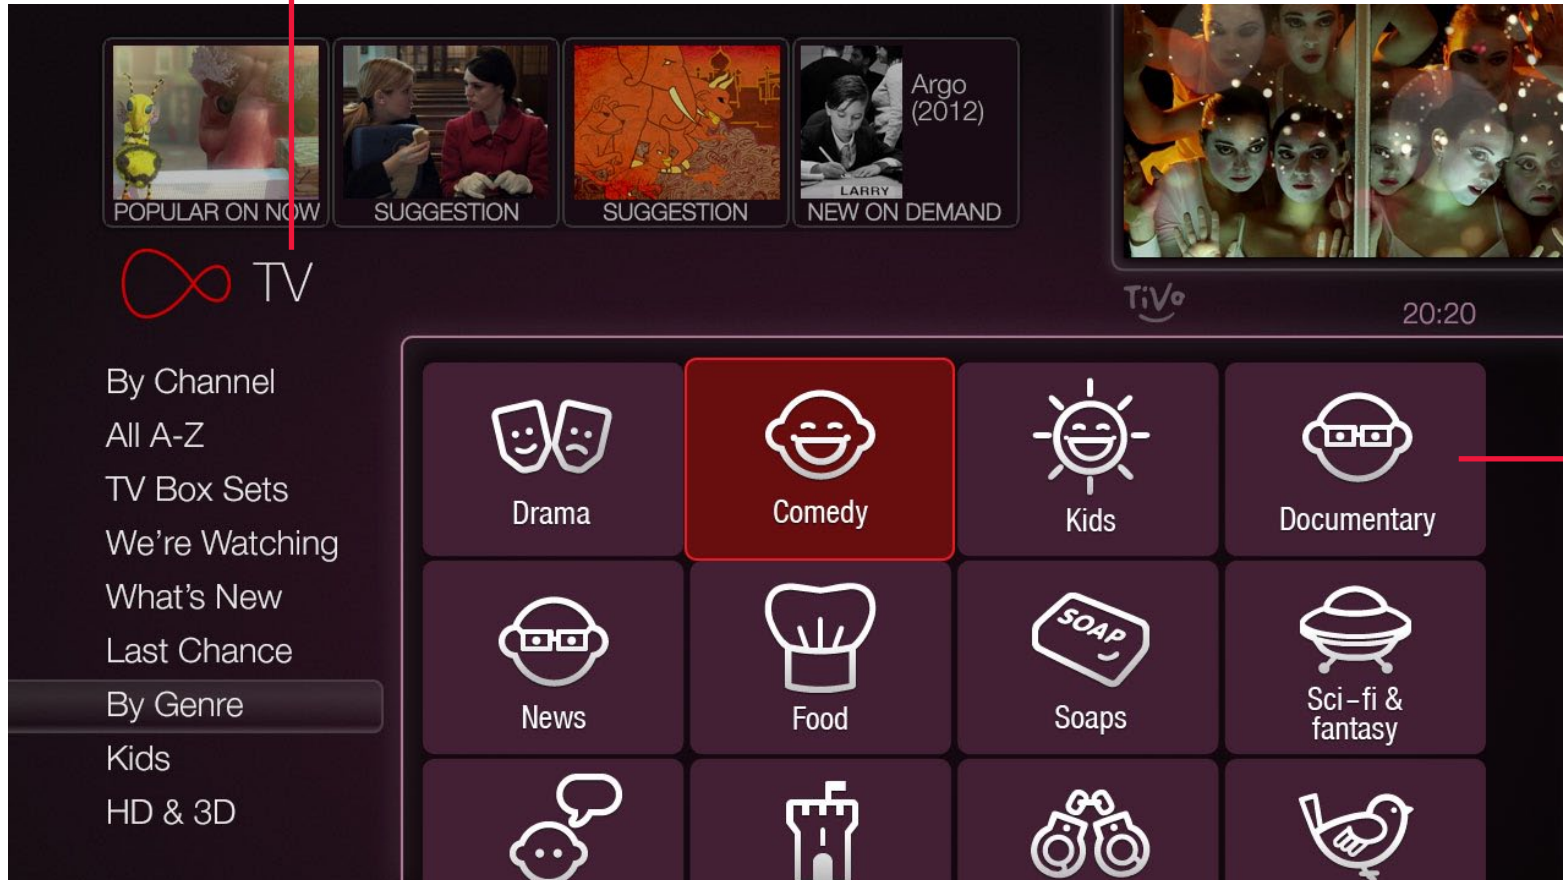 Argo
(2012)
LARRY
POPULAR ON NOW
SUGGESTION
SUGGESTION
NEW ON DEMAND
TV
TiVo
20:20
By Channel
All A-Z
TV Box Sets
We're Watching
What's New
Last Chance
By Genre
Kids
HD & 3D
Drama
Comedy
Kids
Documentary
News
Food
SOAP
Soaps
Sci-fi &
fantasy